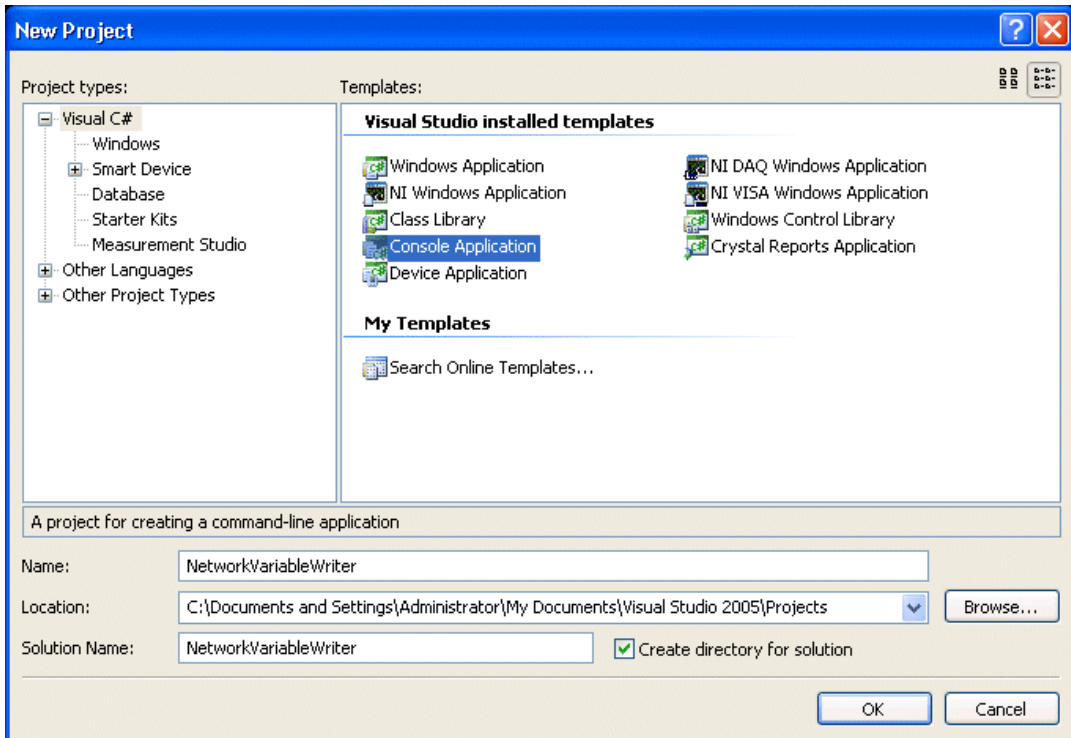 New Project
Project types:
Templates:
Visual C#
Windows
Smart Device
Database
Starter Kits
Measurement Studio
Other Languages
Other Project Types
Visual Studio installed templates
Windows Application
NI Windows Application
Class Library
Console Application
Device Application
NI DAQ Windows Application
NI VISA Windows Application
Windows Control Library
Crystal Reports Application
My Templates
Search Online Templates...
A project for creating a command-line application
Name: NetworkVariableWriter
Location: C:\Documents and Settings\Administrator\My Documents\Visual Studio 2005\Projects Browse...
Solution Name: NetworkVariableWriter Create directory for solution
OK Cancel